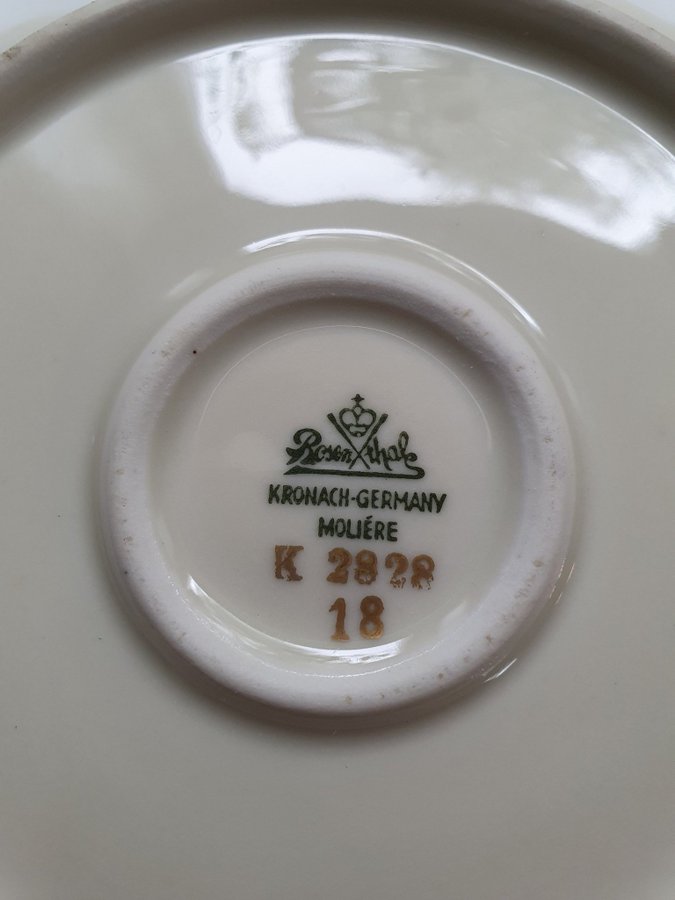 Rosenthal
KRONACH-GERMANY
MOLIÉRE
K 2828
18